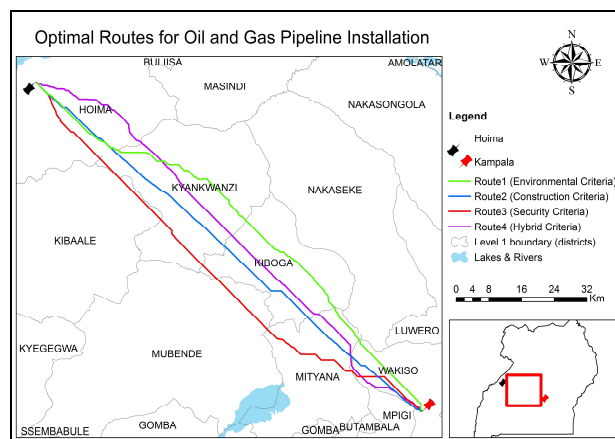 Optimal Routes for Oil and Gas Pipeline Installation
BULIISA
AMOLATAR
MASINDI
HOIMA
NAKASONGOLA
KYANKWANZI
NAKASEKE
KIBAALE
KIBOGA
LUWERO
KYEGEGWA
MUBENDE
MITYANA
WAKISO
MPIGI
BUTAMBALA
GOMBA
GOMBA
SSEMBABULE
N
W E
S
Legend
Hoima
Kampala
Route1 (Environmental Criteria)
Route2 (Construction Criteria)
Route3 (Security Criteria)
Route4 (Hybrid Criteria)
Level 1 boundary (districts)
Lakes & Rivers
0 4 8 16 24 32
Km